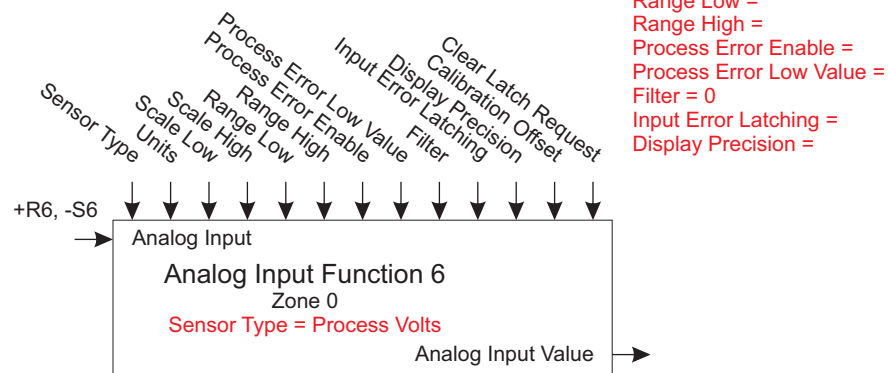 Range Low =
Range High =
Process Error Enable =
Process Error Low Value =
Filter = 0
Input Error Latching =
Display Precision =
Sensor Type
Units
Scale Low
Scale High
Range Low
Range High
Process Error Enable
Process Error Low Value
Filter
Input Error Latching
Display Precision
Calibration Offset
Clear Latch Request
+R6, -S6
Analog Input
Analog Input Function 6
Zone 0
Sensor Type = Process Volts
Analog Input Value